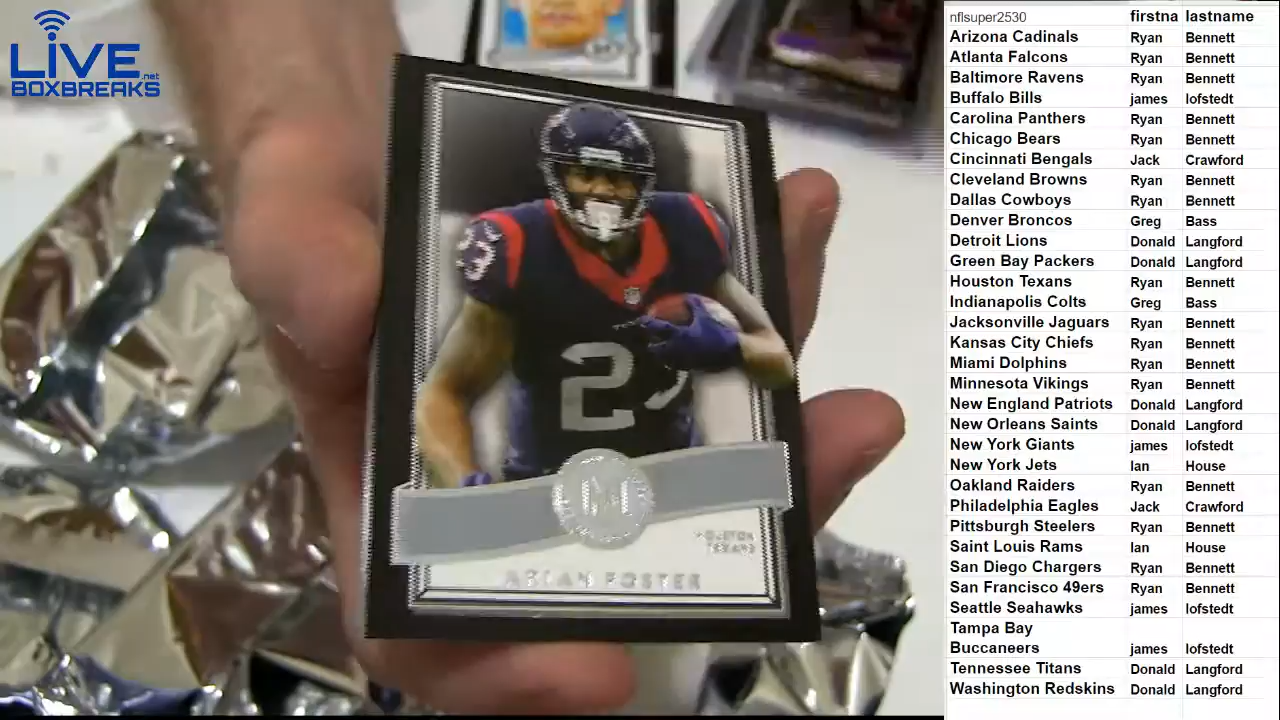 LIVE
.net
BOXBREAKS
23
2
M
HOUSTON
TEXANS
ARIAN FOSTER
nflsuper2530 firstna lastname
Arizona Cadinals Ryan Bennett
Atlanta Falcons Ryan Bennett
Baltimore Ravens Ryan Bennett
Buffalo Bills james lofstedt
Carolina Panthers Ryan Bennett
Chicago Bears Ryan Bennett
Cincinnati Bengals Jack Crawford
Cleveland Browns Ryan Bennett
Dallas Cowboys Ryan Bennett
Denver Broncos Greg Bass
Detroit Lions Donald Langford
Green Bay Packers Donald Langford
Houston Texans Ryan Bennett
Indianapolis Colts Greg Bass
Jacksonville Jaguars Ryan Bennett
Kansas City Chiefs Ryan Bennett
Miami Dolphins Ryan Bennett
Minnesota Vikings Ryan Bennett
New England Patriots Donald Langford
New Orleans Saints Donald Langford
New York Giants james lofstedt
New York Jets Ian House
Oakland Raiders Ryan Bennett
Philadelphia Eagles Jack Crawford
Pittsburgh Steelers Ryan Bennett
Saint Louis Rams Ian House
San Diego Chargers Ryan Bennett
San Francisco 49ers Ryan Bennett
Seattle Seahawks james lofstedt
Tampa Bay
Buccaneers james lofstedt
Tennessee Titans Donald Langford
Washington Redskins Donald Langford